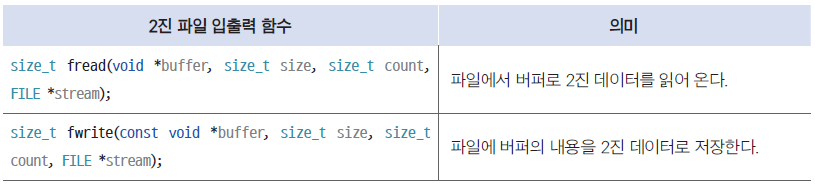 2진 파일 입출력 함수
의미
size_t fread(void *buffer, size_t size, size_t count,
FILE *stream);
파일에서 버퍼로 2진 데이터를 읽어 온다.
size_t fwrite(const void *buffer, size_t size, size_t
count, FILE *stream);
파일에 버퍼의 내용을 2진 데이터로 저장한다.